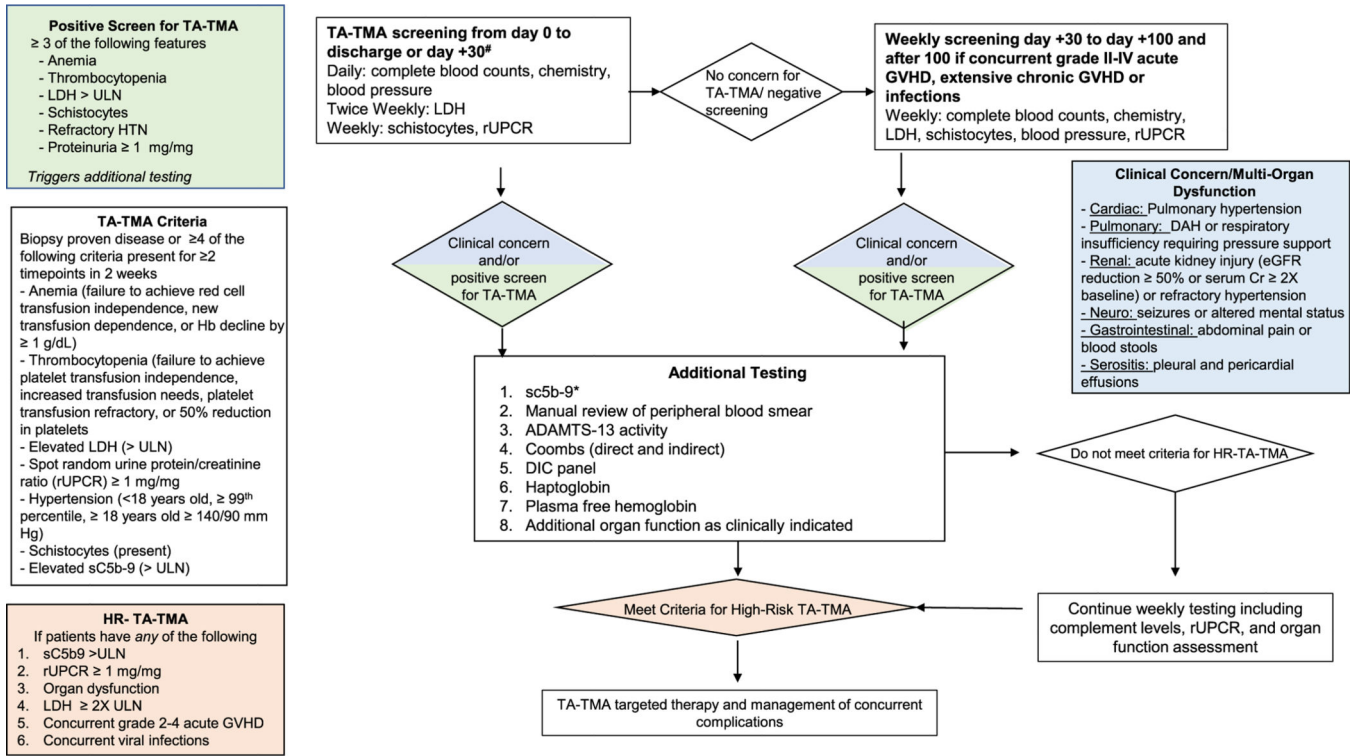 Positive Screen for TA-TMA
≥ 3 of the following features
- Anemia
- Thrombocytopenia
- LDH > ULN
- Schistocytes
- Refractory HTN
- Proteinuria ≥ 1 mg/mg
Triggers additional testing
TA-TMA Criteria
Biopsy proven disease or ≥4 of the
following criteria present for ≥2
timepoints in 2 weeks
- Anemia (failure to achieve red cell
transfusion independence, new
transfusion dependence, or Hb decline by
≥ 1 g/dL)
- Thrombocytopenia (failure to achieve
platelet transfusion independence,
increased transfusion needs, platelet
transfusion refractory, or 50% reduction
in platelets
- Elevated LDH (> ULN)
- Spot random urine protein/creatinine
ratio (rUPCR) ≥ 1 mg/mg
- Hypertension (<18 years old, ≥ 99th
percentile, ≥ 18 years old ≥ 140/90 mm
Hg)
- Schistocytes (present)
- Elevated sC5b-9 (> ULN)
HR- TA-TMA
If patients have any of the following
1. sC5b9 >ULN
2. rUPCR ≥ 1 mg/mg
3. Organ dysfunction
4. LDH ≥ 2X ULN
5. Concurrent grade 2-4 acute GVHD
6. Concurrent viral infections
TA-TMA screening from day 0 to
discharge or day +30#
Daily: complete blood counts, chemistry,
blood pressure
Twice Weekly: LDH
Weekly: schistocytes, rUPCR
No concern for
TA-TMA/ negative
screening
Weekly screening day +30 to day +100 and
after 100 if concurrent grade II-IV acute
GVHD, extensive chronic GVHD or
infections
Weekly: complete blood counts, chemistry,
LDH, schistocytes, blood pressure, rUPCR
Clinical concern
and/or
positive screen
for TA-TMA
Clinical concern
and/or
positive screen
for TA-TMA
Clinical Concern/Multi-Organ
Dysfunction
- Cardiac: Pulmonary hypertension
- Pulmonary: DAH or respiratory
insufficiency requiring pressure support
- Renal: acute kidney injury (eGFR
reduction ≥ 50% or serum Cr ≥ 2X
baseline) or refractory hypertension
- Neuro: seizures or altered mental status
- Gastrointestinal: abdominal pain or
blood stools
- Serositis: pleural and pericardial
effusions
Additional Testing
1. sc5b-9*
2. Manual review of peripheral blood smear
3. ADAMTS-13 activity
4. Coombs (direct and indirect)
5. DIC panel
6. Haptoglobin
7. Plasma free hemoglobin
8. Additional organ function as clinically indicated
Do not meet criteria for HR-TA-TMA
Meet Criteria for High-Risk TA-TMA
Continue weekly testing including
complement levels, rUPCR, and organ
function assessment
TA-TMA targeted therapy and management of concurrent
complications